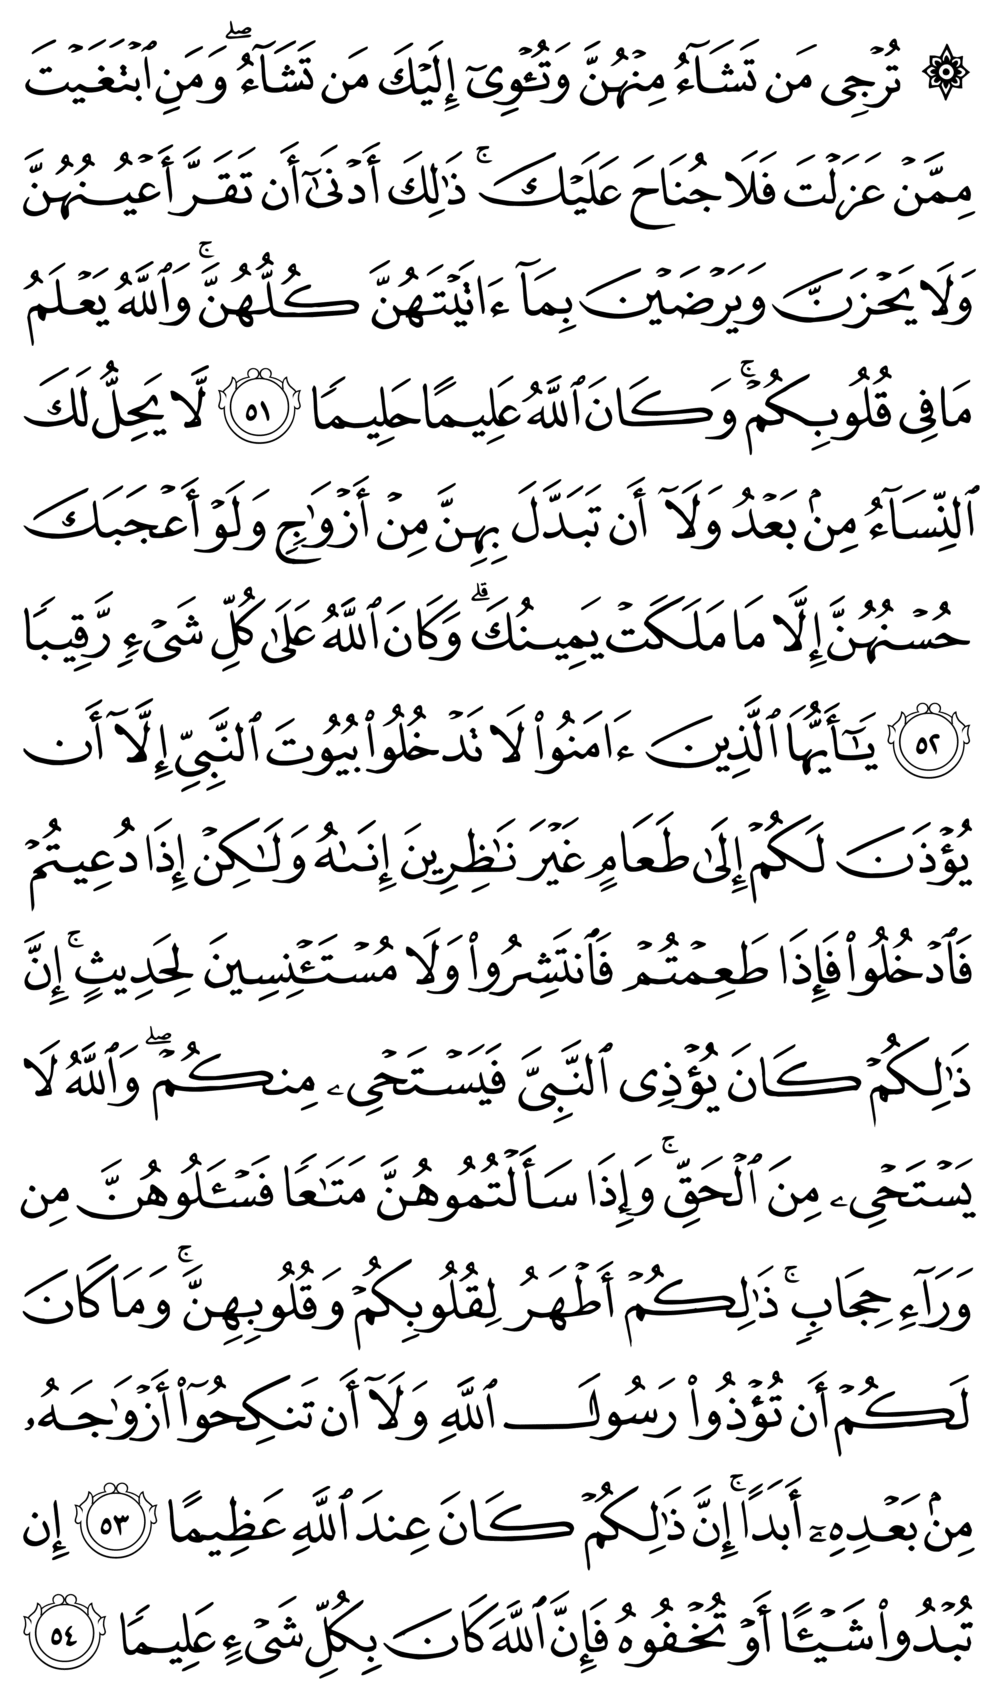 ۞ تُرۡجِي مَن تَشَآءُ مِنۡهُنَّ وَتُـٔۡوِيٓ إِلَيۡكَ مَن تَشَآءُۖ وَمَنِ ٱبۡتَغَيۡتَ
مِمَّنۡ عَزَلۡتَ فَلَا جُنَاحَ عَلَيۡكَۚ ذَٰلِكَ أَدۡنَىٰٓ أَن تَقَرَّ أَعۡيُنُهُنَّ
وَلَا يَحۡزَنَّ وَيَرۡضَيۡنَ بِمَآ ءَاتَيۡتَهُنَّ كُلُّهُنَّۚ وَٱللَّهُ يَعۡلَمُ
مَا فِي قُلُوبِكُمۡۚ وَكَانَ ٱللَّهُ عَلِيمًا حَلِيمٗا ٥١ لَّا يَحِلُّ لَكَ
ٱلنِّسَآءُ مِنۢ بَعۡدُ وَلَآ أَن تَبَدَّلَ بِهِنَّ مِنۡ أَزۡوَٰجٖ وَلَوۡ أَعۡجَبَكَ
حُسۡنُهُنَّ إِلَّا مَا مَلَكَتۡ يَمِينُكَۗ وَكَانَ ٱللَّهُ عَلَىٰ كُلِّ شَيۡءٖ رَّقِيبٗا
٥٢ يَٰٓأَيُّهَا ٱلَّذِينَ ءَامَنُواْ لَا تَدۡخُلُواْ بُيُوتَ ٱلنَّبِيِّ إِلَّآ أَن
يُؤۡذَنَ لَكُمۡ إِلَىٰ طَعَامٍ غَيۡرَ نَٰظِرِينَ إِنَىٰهُ وَلَٰكِنۡ إِذَا دُعِيتُمۡ
فَٱدۡخُلُواْ فَإِذَا طَعِمۡتُمۡ فَٱنتَشِرُواْ وَلَا مُسۡتَـٔۡنِسِينَ لِحَدِيثٍۚ إِنَّ
ذَٰلِكُمۡ كَانَ يُؤۡذِي ٱلنَّبِيَّ فَيَسۡتَحۡيِۦ مِنكُمۡۖ وَٱللَّهُ لَا
يَسۡتَحۡيِۦ مِنَ ٱلۡحَقِّۚ وَإِذَا سَأَلۡتُمُوهُنَّ مَتَٰعٗا فَسۡـَٔلُوهُنَّ مِن
وَرَآءِ حِجَابٖۚ ذَٰلِكُمۡ أَطۡهَرُ لِقُلُوبِكُمۡ وَقُلُوبِهِنَّۚ وَمَا كَانَ
لَكُمۡ أَن تُؤۡذُواْ رَسُولَ ٱللَّهِ وَلَآ أَن تَنكِحُوٓاْ أَزۡوَٰجَهُۥ
مِنۢ بَعۡدِهِۦٓ أَبَدًاۚ إِنَّ ذَٰلِكُمۡ كَانَ عِندَ ٱللَّهِ عَظِيمًا ٥٣ إِن
تُبۡدُواْ شَيۡـًٔا أَوۡ تُخۡفُوهُ فَإِنَّ ٱللَّهَ كَانَ بِكُلِّ شَيۡءٍ عَلِيمٗا ٥٤